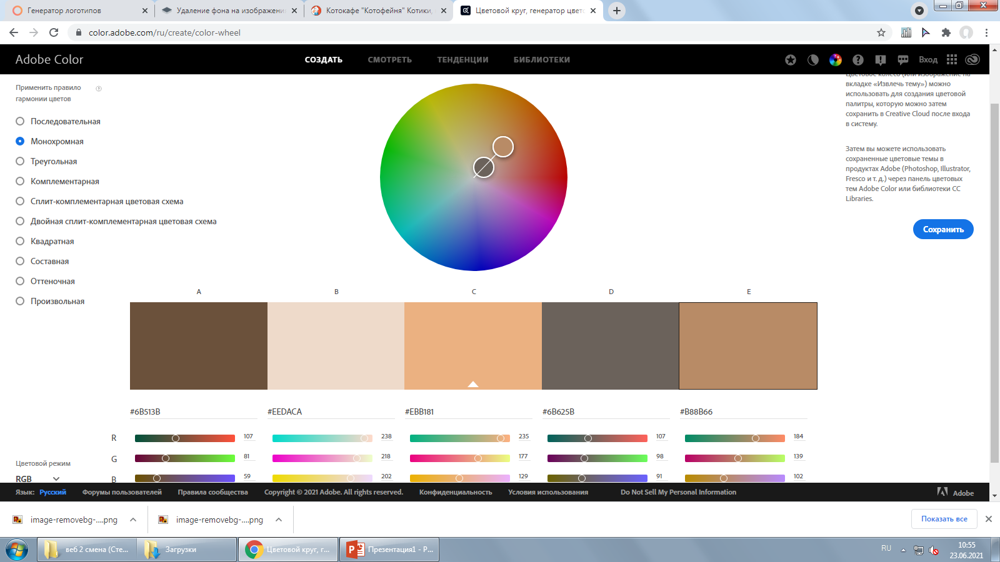 Генератор логотипов
Удаление фона на изображени
Котокафе "Котофейня" Котики,
Цветовой круг, генератор цвет
color.adobe.com/ru/create/color-wheel
Adobe Color
СОЗДАТЬ
СМОТРЕТЬ
ТЕНДЕНЦИИ
БИБЛИОТЕКИ
Вход
Применить правило
гармонии цветов
Последовательная
Монохромная
Треугольная
Комплементарная
Сплит-комплементарная цветовая схема
Двойная сплит-комплементарная цветовая схема
Квадратная
Составная
Оттеночная
Произвольная
Цветовое колесо (или изображение на
вкладке «Извлечь тему») можно
использовать для создания цветовой
палитры, которую можно затем
сохранить в Creative Cloud после входа
в систему.
Затем вы можете использовать
сохраненные цветовые темы в
продуктах Adobe (Photoshop, Illustrator,
Fresco и т. д.) через панель цветовых
тем Adobe Color или библиотеки CC
Libraries.
Сохранить
A B C D E
#6B513B #EEDACA #EBB181 #6B625B #B88B66
R 107 238 235 107 184
G 81 218 177 98 139
B 59 202 129 91 102
Цветовой режим
RGB
Язык: Русский
Форумы пользователей
Правила сообщества
Copyright © 2021 Adobe. All rights reserved.
Конфиденциальность
Условия использования
Do Not Sell My Personal Information
Adobe
image-removebg-....png
image-removebg-....png
Показать все
веб 2 смена (Сте...
Загрузки
Цветовой круг, г...
Презентация1 - P...
RU
10:55
23.06.2021